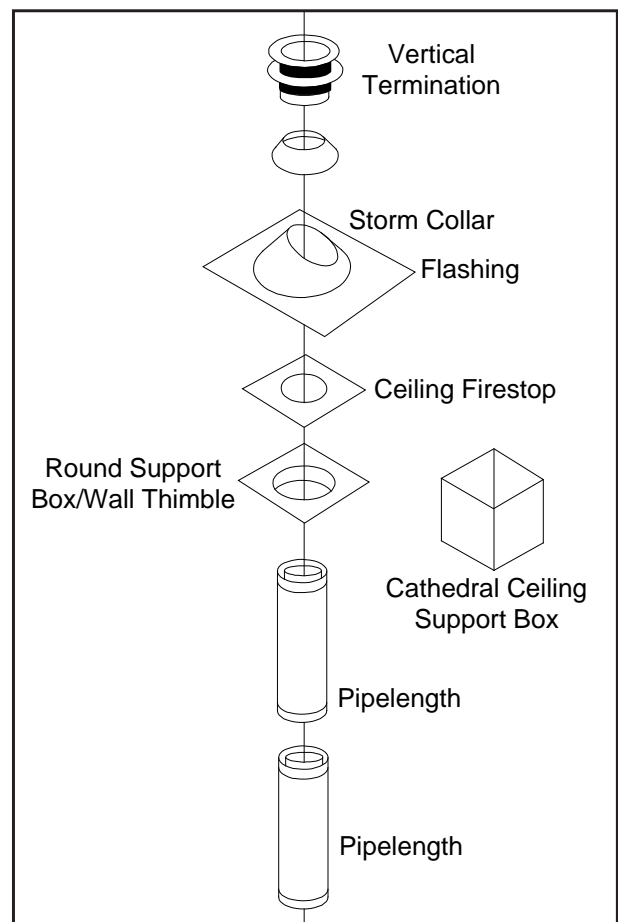 Vertical
Termination
Storm Collar
Flashing
Ceiling Firestop
Round Support
Box/Wall Thimble
Cathedral Ceiling
Support Box
Pipelength
Pipelength